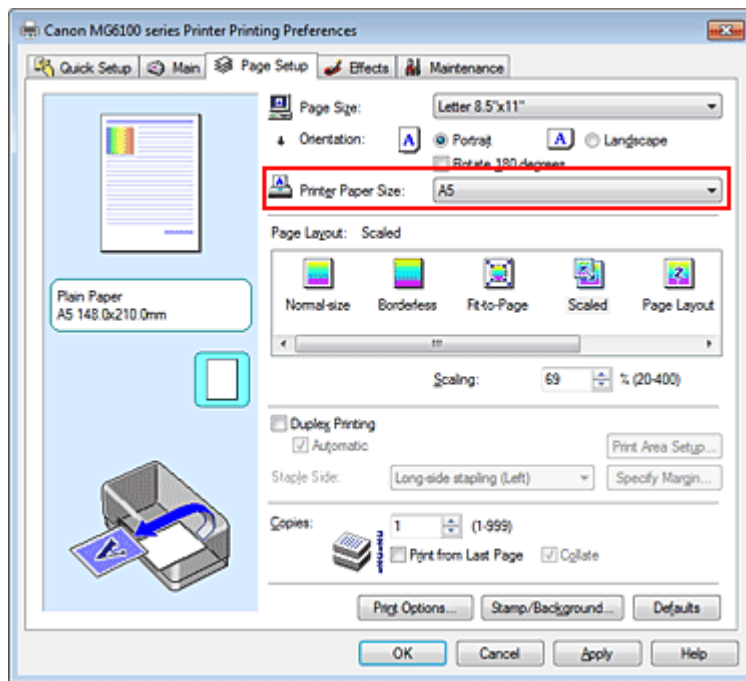 Canon MG6100 series Printer Printing Preferences
Quick Setup Main Page Setup Effects Maintenance
Page Size: Letter 8.5"x11"
Orientation: A Portrait A Landscape
Rotate 180 degrees
Printer Paper Size: A5
Page Layout: Scaled
Normal-size Borderless Fit-to-Page Scaled Page Layout
Plain Paper
A5 148.0x210.0mm
Scaling: 69 % (20-400)
Duplex Printing
Automatic Print Area Setup...
Staple Side: Long-side stapling (Left) Specify Margin...
Copies: 1 (1-999)
Print from Last Page Collate
Print Options... Stamp/Background... Defaults
OK Cancel Apply Help